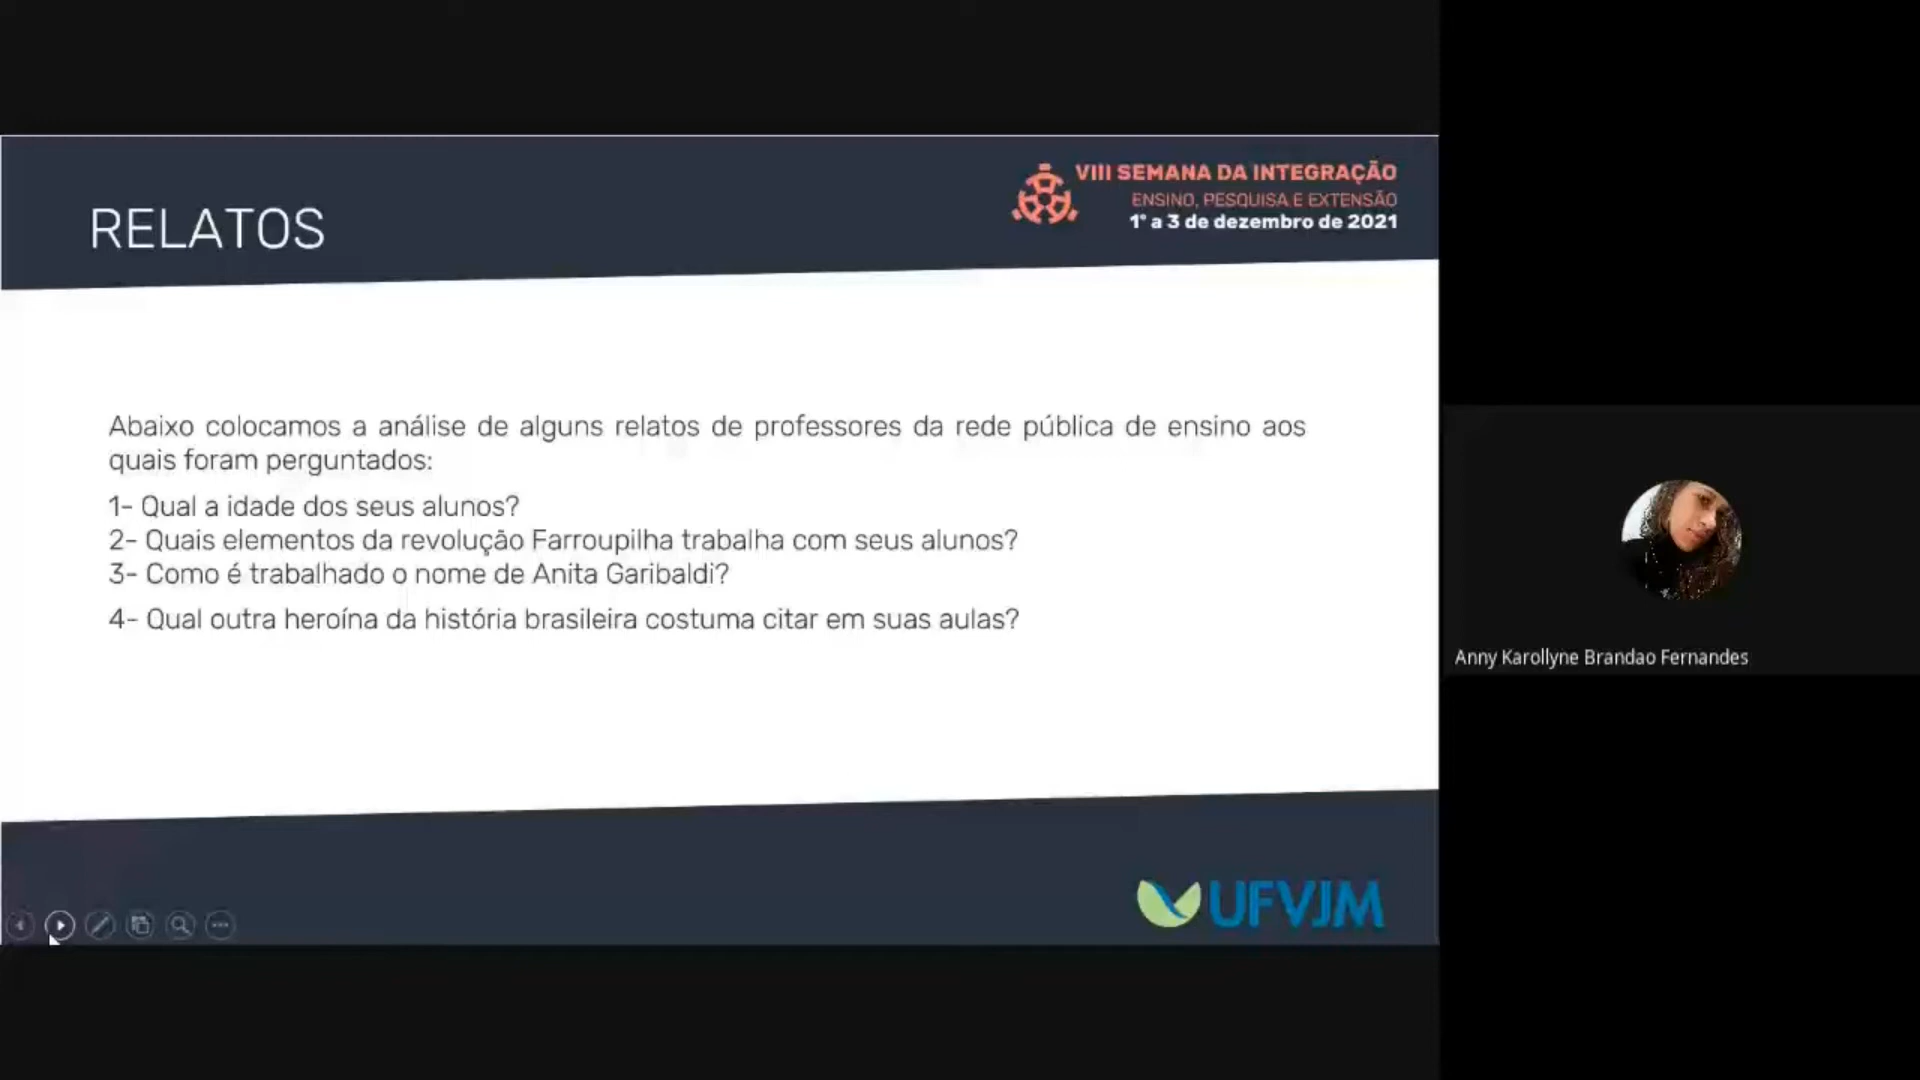 RELATOS
VIII SEMANA DA INTEGRAÇÃO
ENSINO, PESQUISA E EXTENSÃO
1º a 3 de dezembro de 2021
Abaixo colocamos a análise de alguns relatos de professores da rede pública de ensino aos
quais foram perguntados:
1- Qual a idade dos seus alunos?
2- Quais elementos da revolução Farroupilha trabalha com seus alunos?
3- Como é trabalhado o nome de Anita Garibaldi?
4- Qual outra heroína da história brasileira costuma citar em suas aulas?
UFVJM
Anny Karollyne Brandao Fernandes